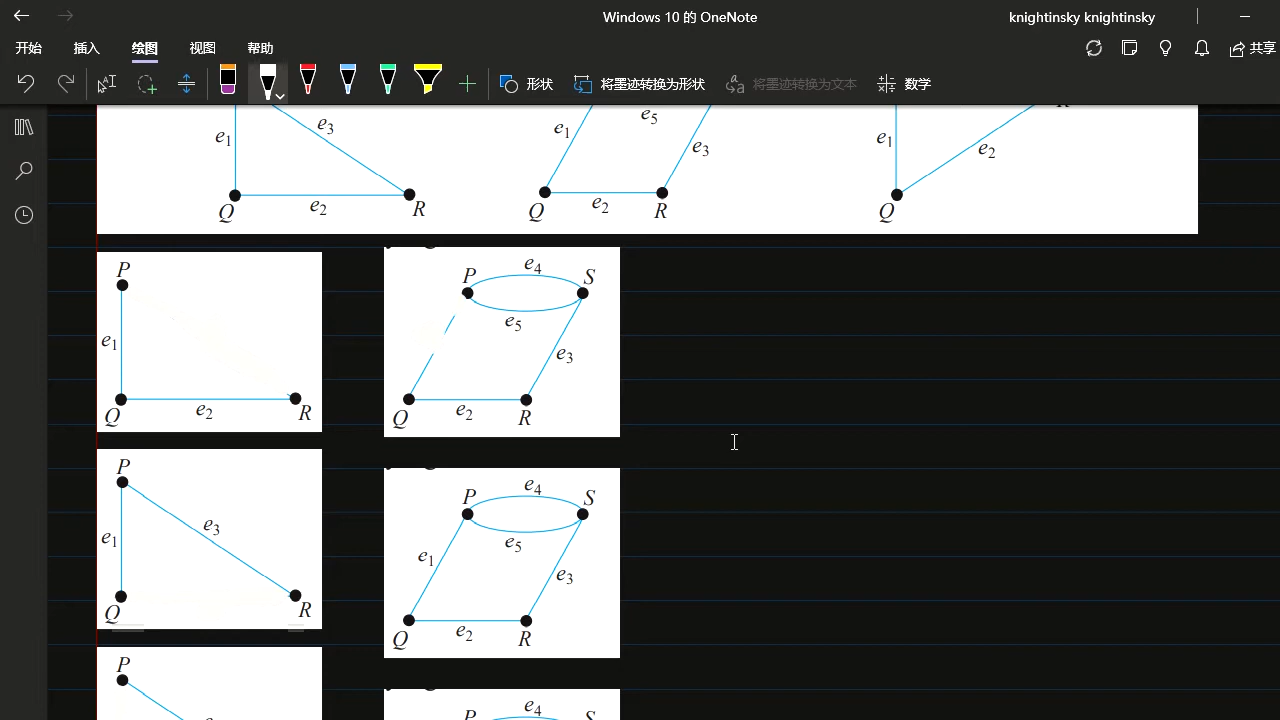 Windows 10 的 OneNote
knightinsky knightinsky
开始 插入 绘图 视图 帮助
共享
形状 将墨迹转换为形状 将墨迹转换为文本 数学
e1 e3 Q e2 R
e1 e5 e3 Q e2 R
e1 e2 Q
P e1 Q e2 R
P e4 S e5 e3 Q e2 R
P e1 e3 Q R
P e4 S e1 e5 e3 Q e2 R
P
P e4 S